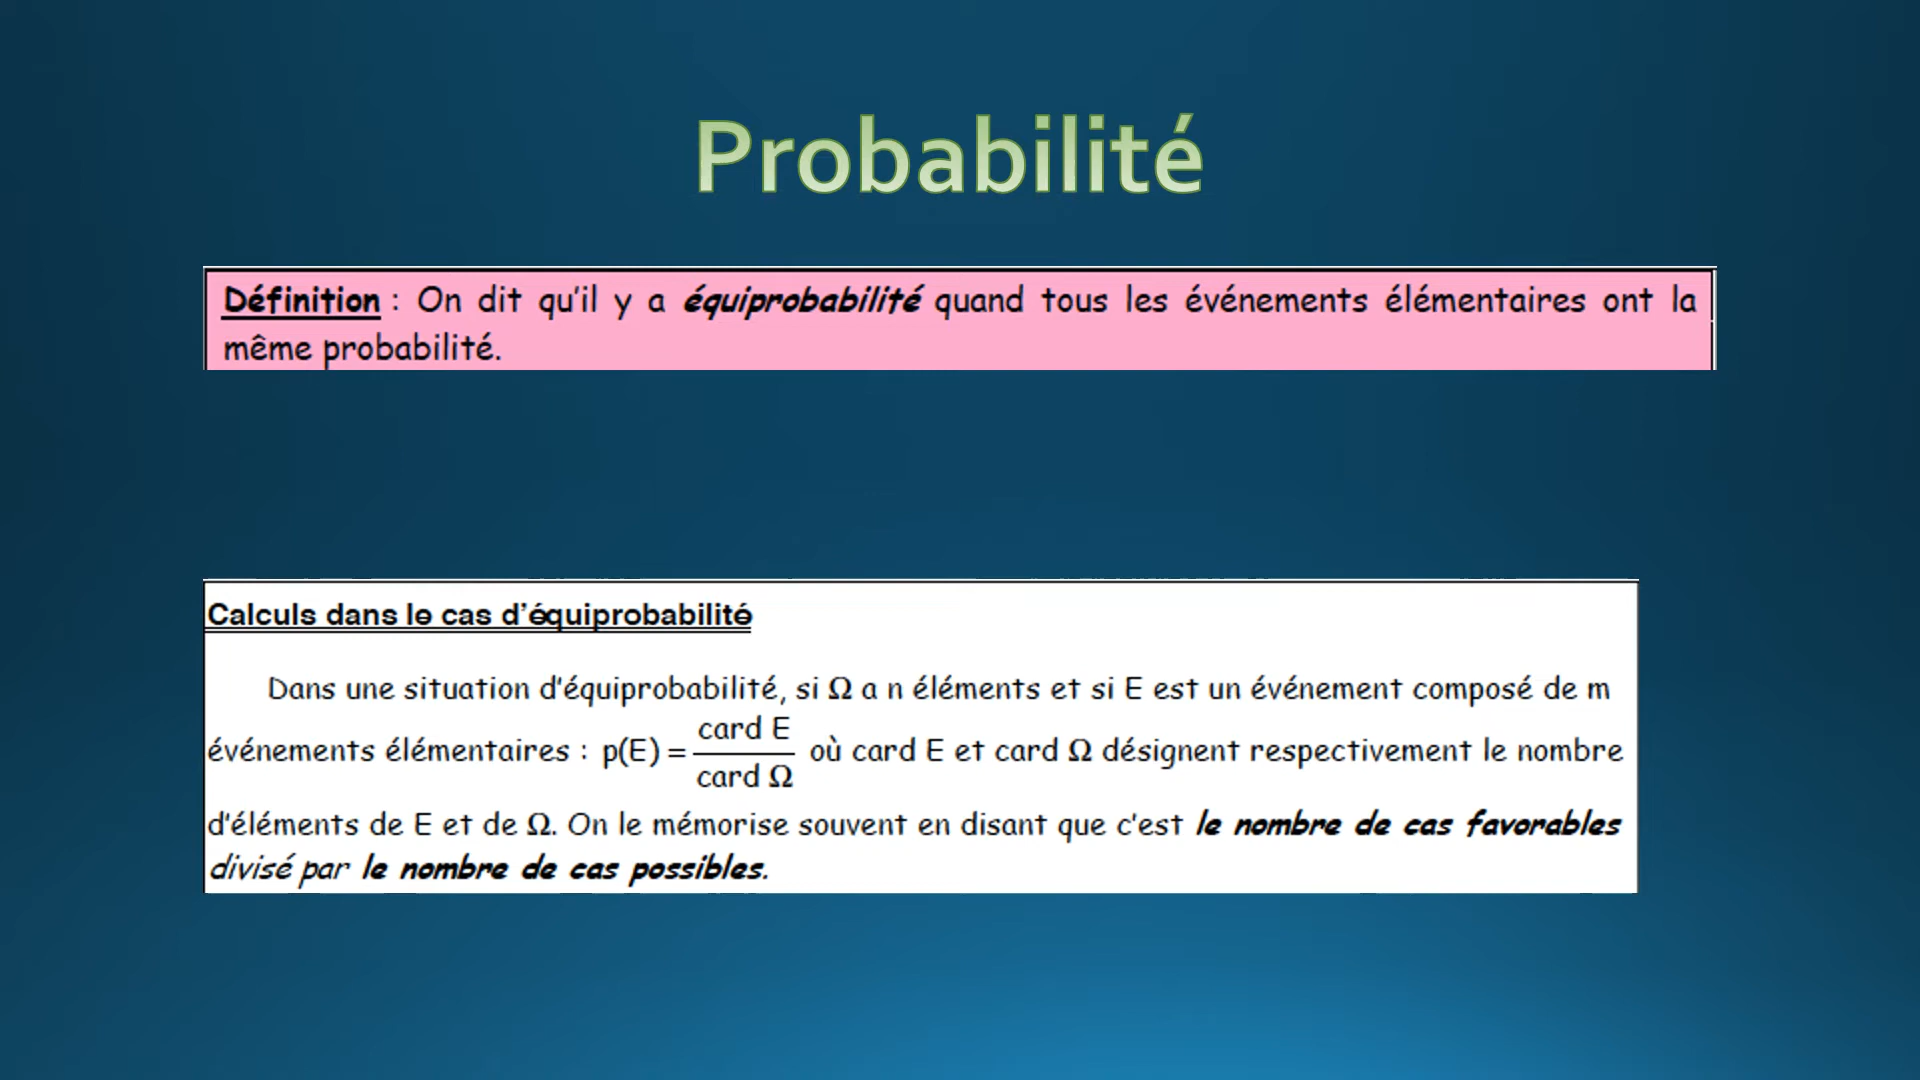 Probabilité
Définition : On dit qu'il y a équiprobabilité quand tous les événements élémentaires ont la
même probabilité.
Calculs dans le cas d'équiprobabilité
Dans une situation d'équiprobabilité, si Ω a n éléments et si E est un événement composé de m
événements élémentaires : p(E) = card E / card Ω où card E et card Ω désignent respectivement le nombre
d'éléments de E et de Ω. On le mémorise souvent en disant que c'est le nombre de cas favorables
divisé par le nombre de cas possibles.